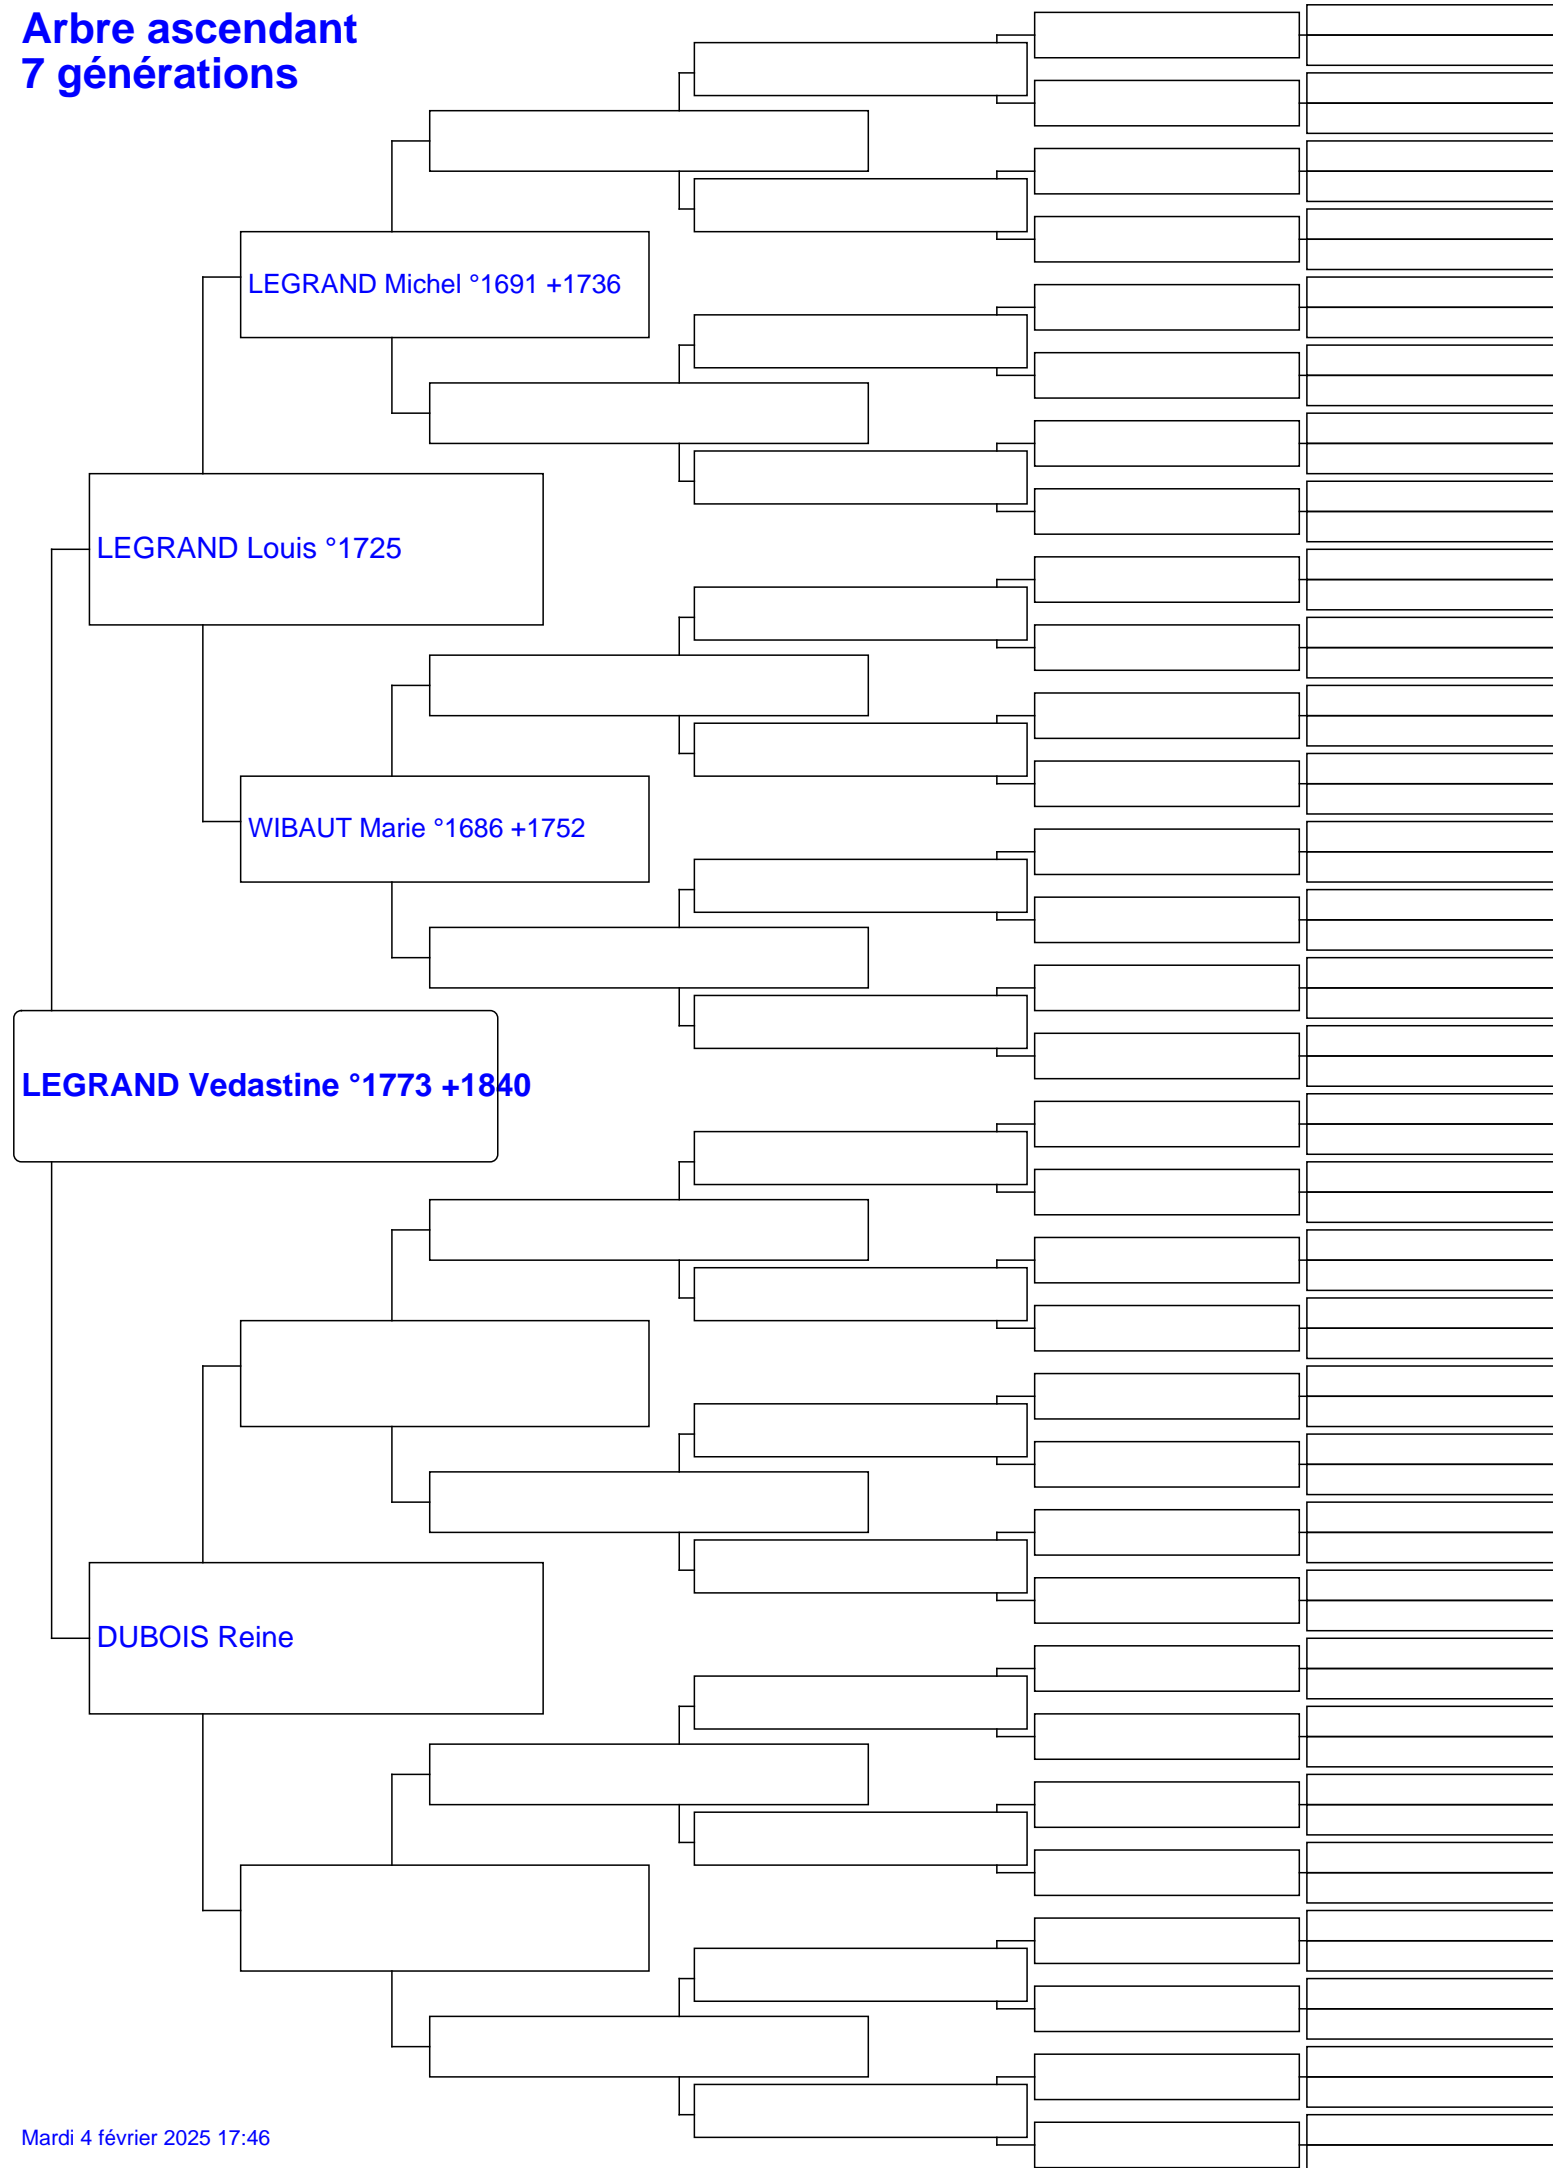 Arbre ascendant
7 générations
LEGRAND Michel °1691 +1736
LEGRAND Louis °1725
WIBAUT Marie °1686 +1752
LEGRAND Vedastine °1773 +1840
DUBOIS Reine
Mardi 4 février 2025 17:46